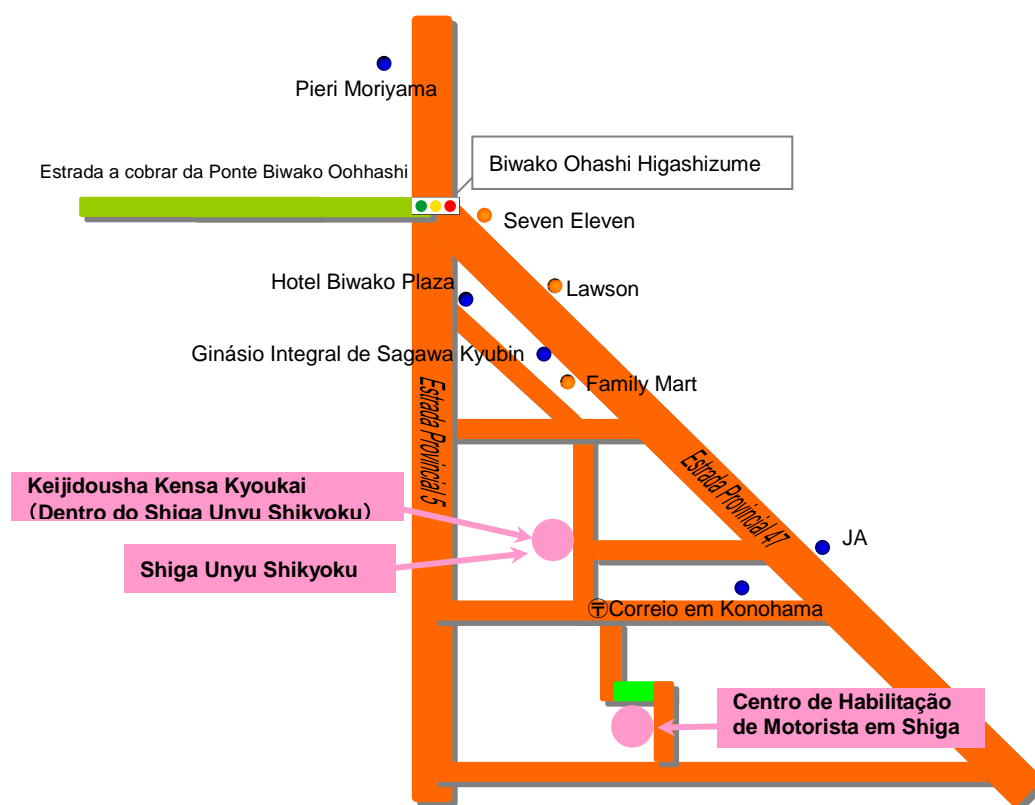 Pieri Moriyama
Biwako Ohashi Higashizume
Estrada a cobrar da Ponte Biwako Oohhashi
Seven Eleven
Hotel Biwako Plaza
Lawson
Ginásio Integral de Sagawa Kyubin
Family Mart
Estrada Provincial 5
Estrada Provincial 47
Keijidousha Kensa Kyoukai
(Dentro do Shiga Unyu Shikyoku)
JA
Shiga Unyu Shikyoku
〶Correio em Konohama
Centro de Habilitação
de Motorista em Shiga